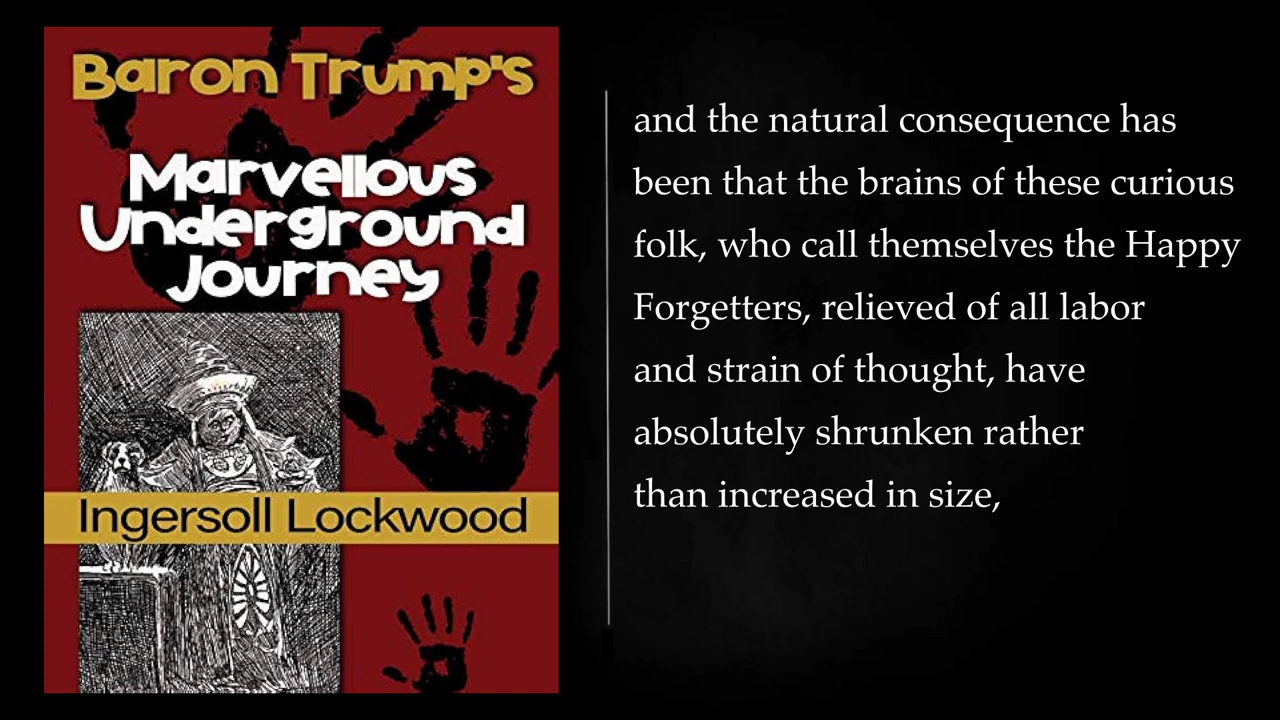 Baron Trump's
Marvellous
Underground
Journey
Ingersoll Lockwood
and the natural consequence has
been that the brains of these curious
folk, who call themselves the Happy
Forgetters, relieved of all labor
and strain of thought, have
absolutely shrunken rather
than increased in size,